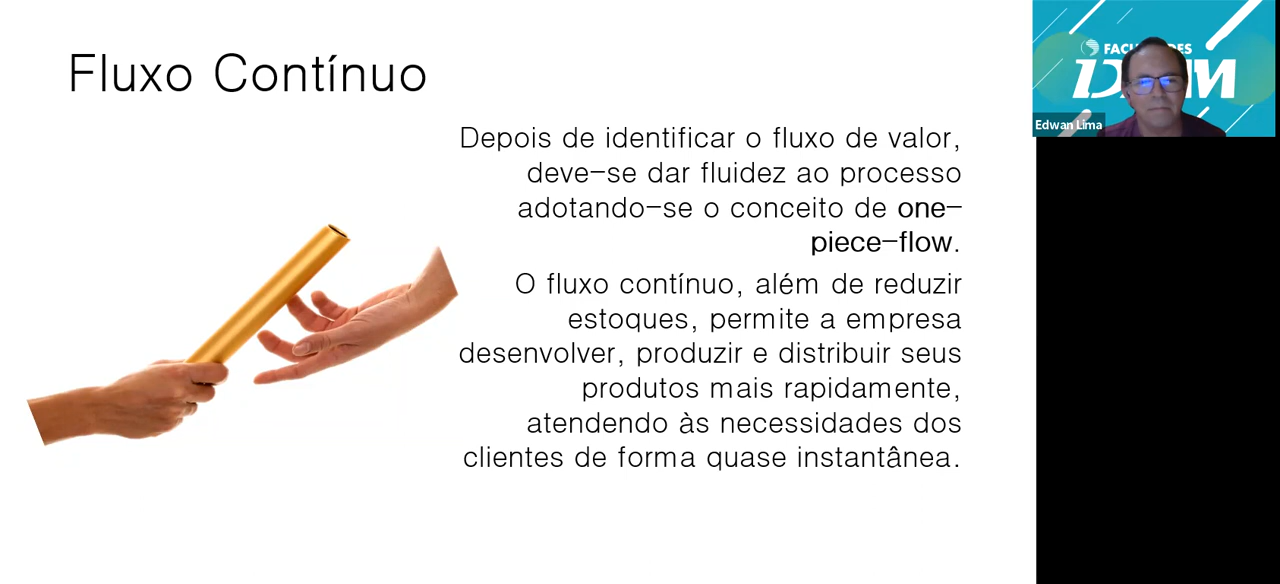 Fluxo Contínuo
Depois de identificar o fluxo de valor,
deve-se dar fluidez ao processo
adotando-se o conceito de one-
piece-flow.
O fluxo contínuo, além de reduzir
estoques, permite a empresa
desenvolver, produzir e distribuir seus
produtos mais rapidamente,
atendendo às necessidades dos
clientes de forma quase instantânea.
Edwan Lima